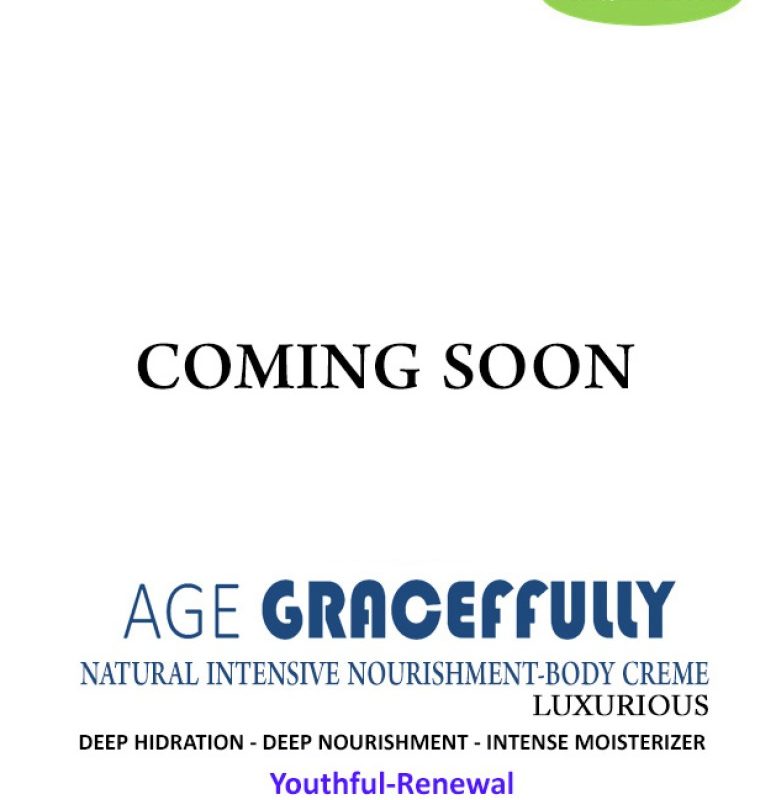 COMING SOON
AGE GRACEFFULLY
NATURAL INTENSIVE NOURISHMENT-BODY CREME
LUXURIOUS
DEEP HIDRATION - DEEP NOURISHMENT - INTENSE MOISTERIZER
Youthful-Renewal